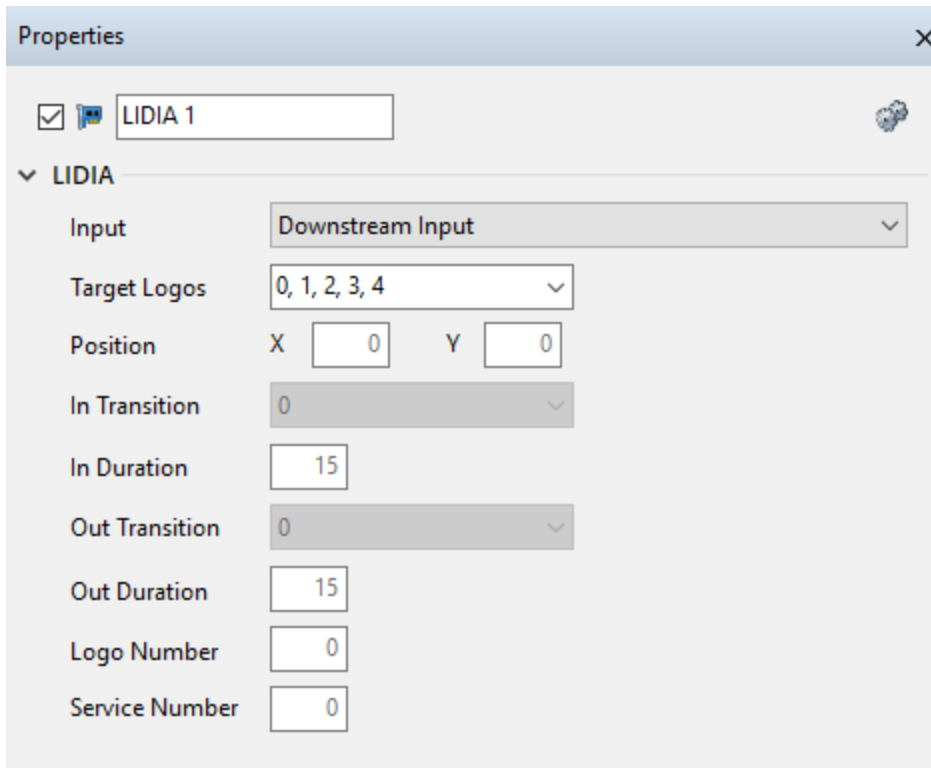 Properties
LIDIA 1
LIDIA
Input Downstream Input
Target Logos 0, 1, 2, 3, 4
Position X 0 Y 0
In Transition 0
In Duration 15
Out Transition 0
Out Duration 15
Logo Number 0
Service Number 0